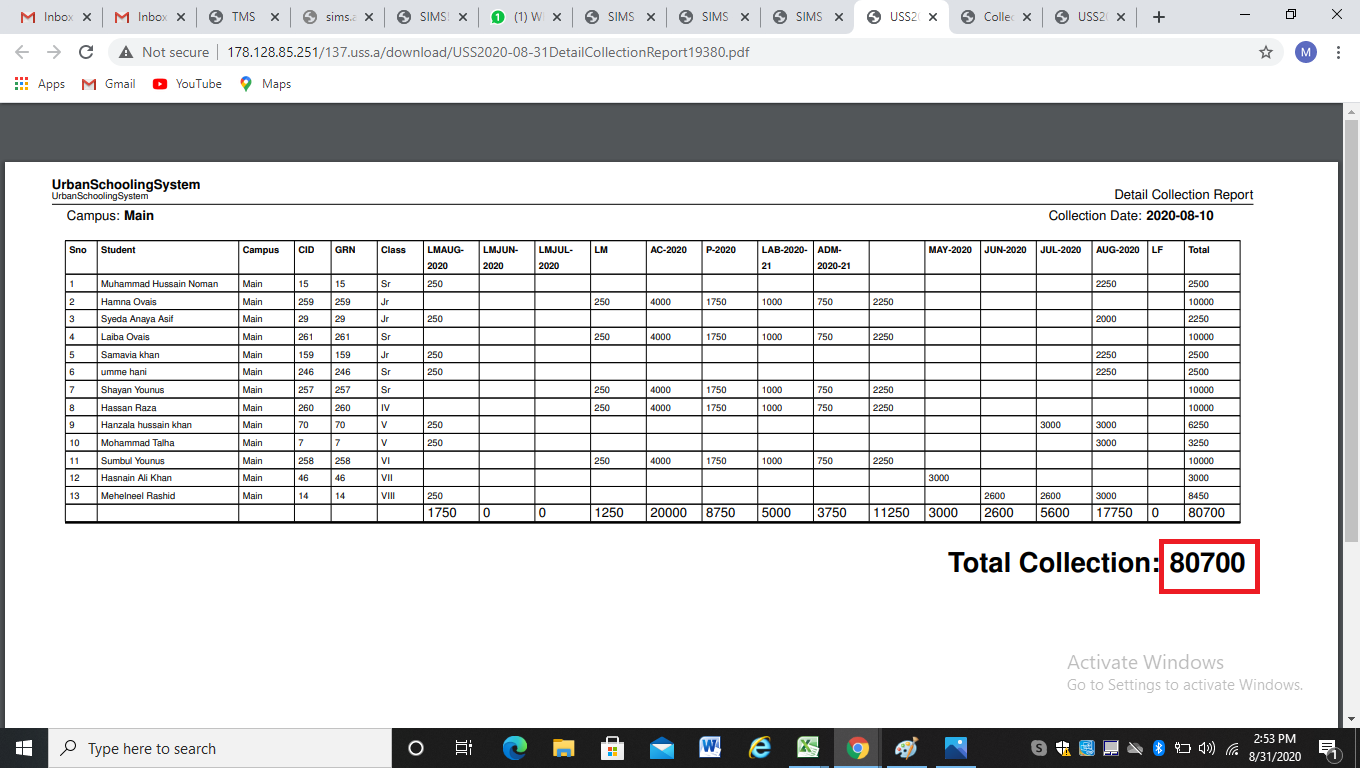 Inbox Inbox TMS sims.a SIMS! (1) W SIMS SIMS SIMS USS2 Collec USS2
Not secure 178.128.85.251/137.uss.a/download/USS2020-08-31DetailCollectionReport19380.pdf M
Apps Gmail YouTube Maps
UrbanSchoolingSystem
UrbanSchoolingSystem
Detail Collection Report
Campus: Main Collection Date: 2020-08-10
Sno Student Campus CID GRN Class LMAUG-2020 LMJUN-2020 LMJUL-2020 LM AC-2020 P-2020 LAB-2020-21 ADM-2020-21 MAY-2020 JUN-2020 JUL-2020 AUG-2020 LF Total
1 Muhammad Hussain Noman Main 15 15 Sr 250 2250 2500
2 Hamna Ovais Main 259 259 Jr 250 4000 1750 1000 750 2250 10000
3 Syeda Anaya Asif Main 29 29 Jr 250 2000 2250
4 Laiba Ovais Main 261 261 Sr 250 4000 1750 1000 750 2250 10000
5 Samavia khan Main 159 159 Jr 250 2250 2500
6 umme hani Main 246 246 Sr 250 2250 2500
7 Shayan Younus Main 257 257 Sr 250 4000 1750 1000 750 2250 10000
8 Hassan Raza Main 260 260 IV 250 4000 1750 1000 750 2250 10000
9 Hanzala hussain khan Main 70 70 V 250 3000 3000 6250
10 Mohammad Talha Main 7 7 V 250 3000 3250
11 Sumbul Younus Main 258 258 VI 250 4000 1750 1000 750 2250 10000
12 Hasnain Ali Khan Main 46 46 VII 3000 3000
13 Mehelneel Rashid Main 14 14 VIII 250 2600 2600 3000 8450
1750 0 0 1250 20000 8750 5000 3750 11250 3000 2600 5600 17750 0 80700
Total Collection: 80700
Activate Windows
Go to Settings to activate Windows.
Type here to search
2:53 PM
8/31/2020
1